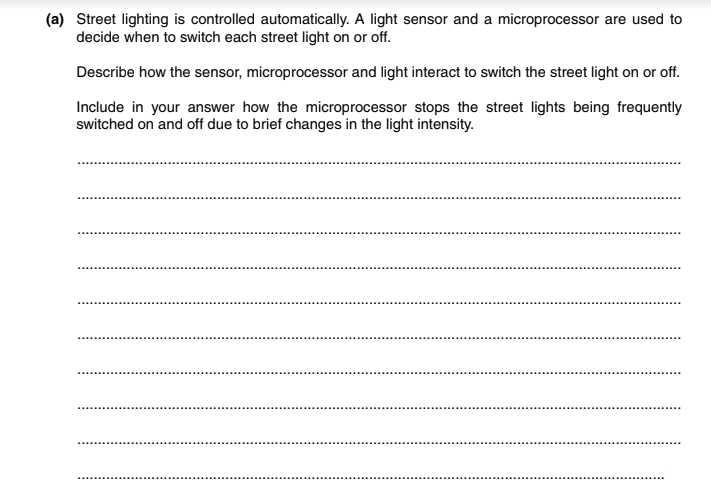 (a) Street lighting is controlled automatically. A light sensor and a microprocessor are used to
decide when to switch each street light on or off.
Describe how the sensor, microprocessor and light interact to switch the street light on or off.
Include in your answer how the microprocessor stops the street lights being frequently
switched on and off due to brief changes in the light intensity.